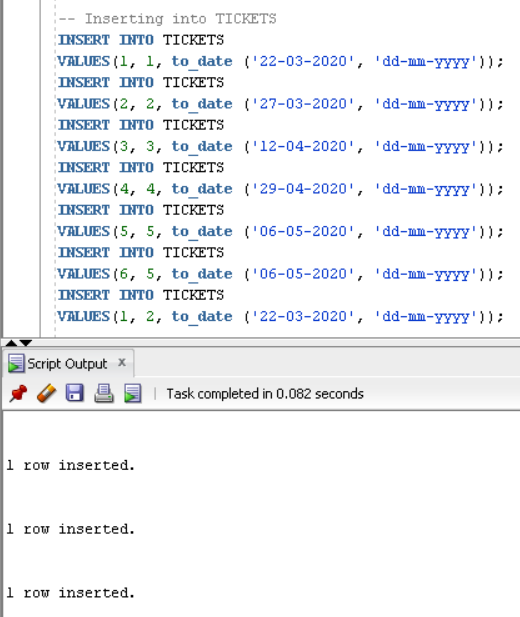 -- Inserting into TICKETS
INSERT INTO TICKETS
VALUES(1, 1, to_date ('22-03-2020', 'dd-mm-yyyy'));
INSERT INTO TICKETS
VALUES(2, 2, to_date ('27-03-2020', 'dd-mm-yyyy'));
INSERT INTO TICKETS
VALUES(3, 3, to_date ('12-04-2020', 'dd-mm-yyyy'));
INSERT INTO TICKETS
VALUES(4, 4, to_date ('29-04-2020', 'dd-mm-yyyy'));
INSERT INTO TICKETS
VALUES(5, 5, to_date ('06-05-2020', 'dd-mm-yyyy'));
INSERT INTO TICKETS
VALUES(6, 5, to_date ('06-05-2020', 'dd-mm-yyyy'));
INSERT INTO TICKETS
VALUES(1, 2, to_date ('22-03-2020', 'dd-mm-yyyy'));
Script Output x
Task completed in 0.082 seconds
1 row inserted.
1 row inserted.
1 row inserted.